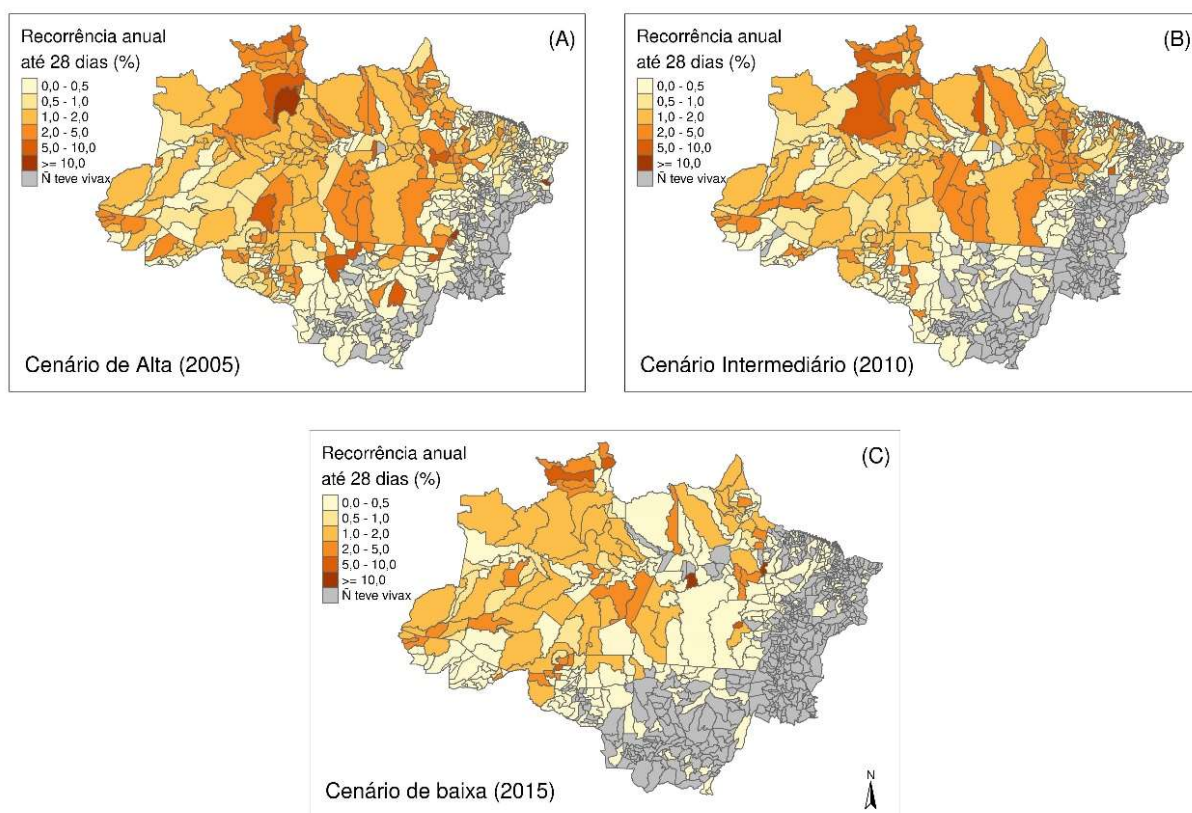 Recorrência anual
até 28 dias (%)
0,0 - 0,5
0,5 - 1,0
1,0 - 2,0
2,0 - 5,0
5,0 - 10,0
>= 10,0
Ñ teve vivax
(A)
Cenário de Alta (2005)
Recorrência anual
até 28 dias (%)
0,0 - 0,5
0,5 - 1,0
1,0 - 2,0
2,0 - 5,0
5,0 - 10,0
>= 10,0
Ñ teve vivax
(B)
Cenário Intermediário (2010)
Recorrência anual
até 28 dias (%)
0,0 - 0,5
0,5 - 1,0
1,0 - 2,0
2,0 - 5,0
5,0 - 10,0
>= 10,0
Ñ teve vivax
(C)
Cenário de baixa (2015)
N